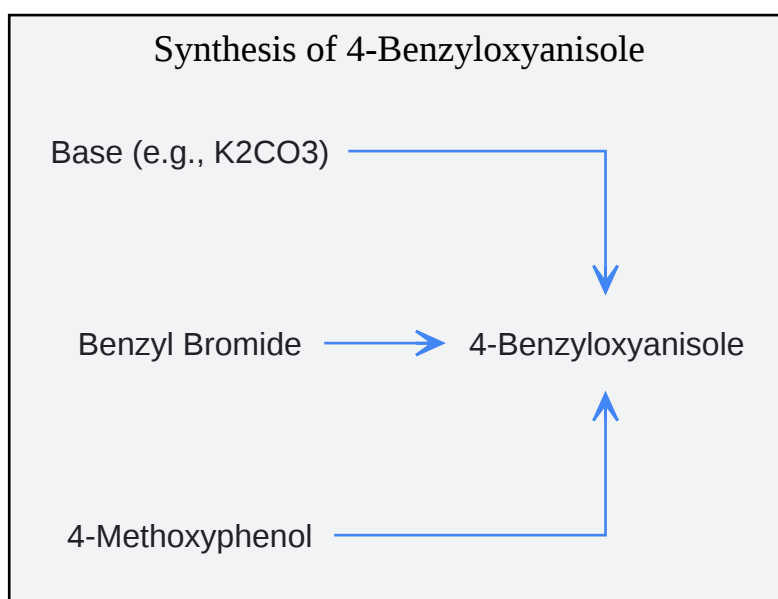 Synthesis of 4-Benzyloxyanisole
Base (e.g., K2CO3)
Benzyl Bromide
4-Benzyloxyanisole
4-Methoxyphenol